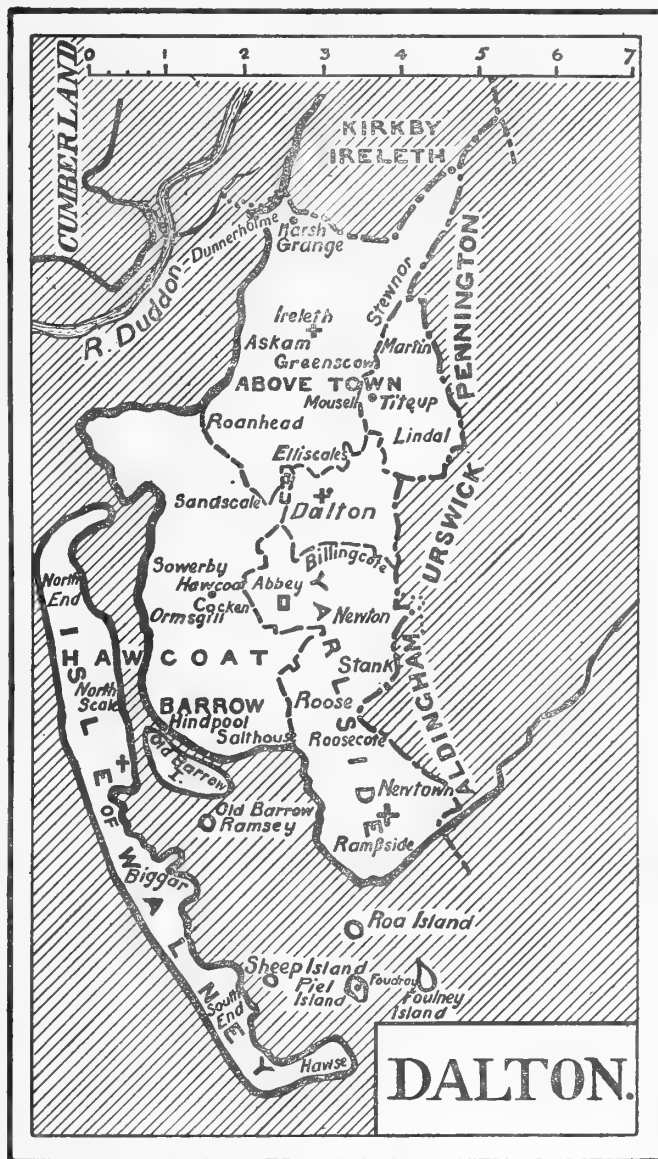 0 1 2 3 4 5 6 7
CUMBERLAND
KIRKBY
IRELETH
R. Duddon
Dunnerholme
Marsh
Grange
Stewnor
PENNINGTON
Ireleth
Askam
Greenscow
Martin
ABOVE TOWN
Mousell
Titeup
Roanhead
Lindal
Elliscales
Sandscale
Dalton
URSWICK
Billingcote
Sowerby
Hawcoat
Abbey
Cocken
Ormsgill
Newton
North
End
HAWCOAT
YARLSIDE
Stank
ALDINGHAM
North
Scale
BARROW
Roose
Hindpool
Salthouse
Roosecote
Old Barrow
I.
Newtown
Old Barrow
Ramsey
Rampside
ISLE OF WALNEY
Biggar
Roa Island
Sheep Island
Piel
Island
Foudray
Foulney
Island
South
End
Hawse
DALTON.